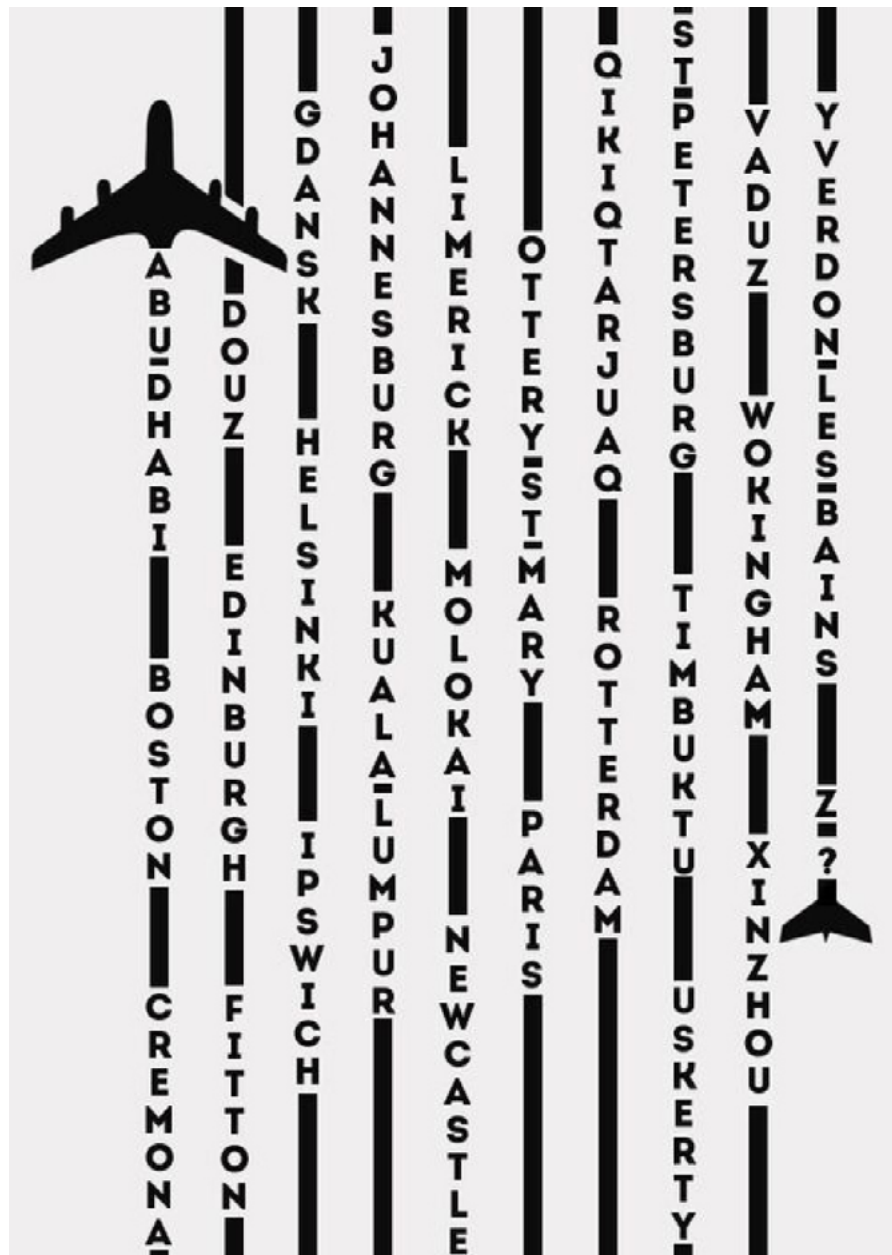 ABU-DHABI
BOSTON
CREMONA
DOUZ
EDINBURGH
FITTON
GDANSK
HELSINKI
IPSWICH
JOHANNESBURG
KUALA-LUMPUR
LIMERICK
MOLOKAI
NEWCASTLE
OTTERY-ST-MARY
PARIS
QIKIQTARJUAQ
ROTTERDAM
ST-PETERSBURG
TIMBUKTU
USKERTY
VADUZ
WOKINGHAM
XINZHOU
YVERDON-LES-BAINS
Z-?